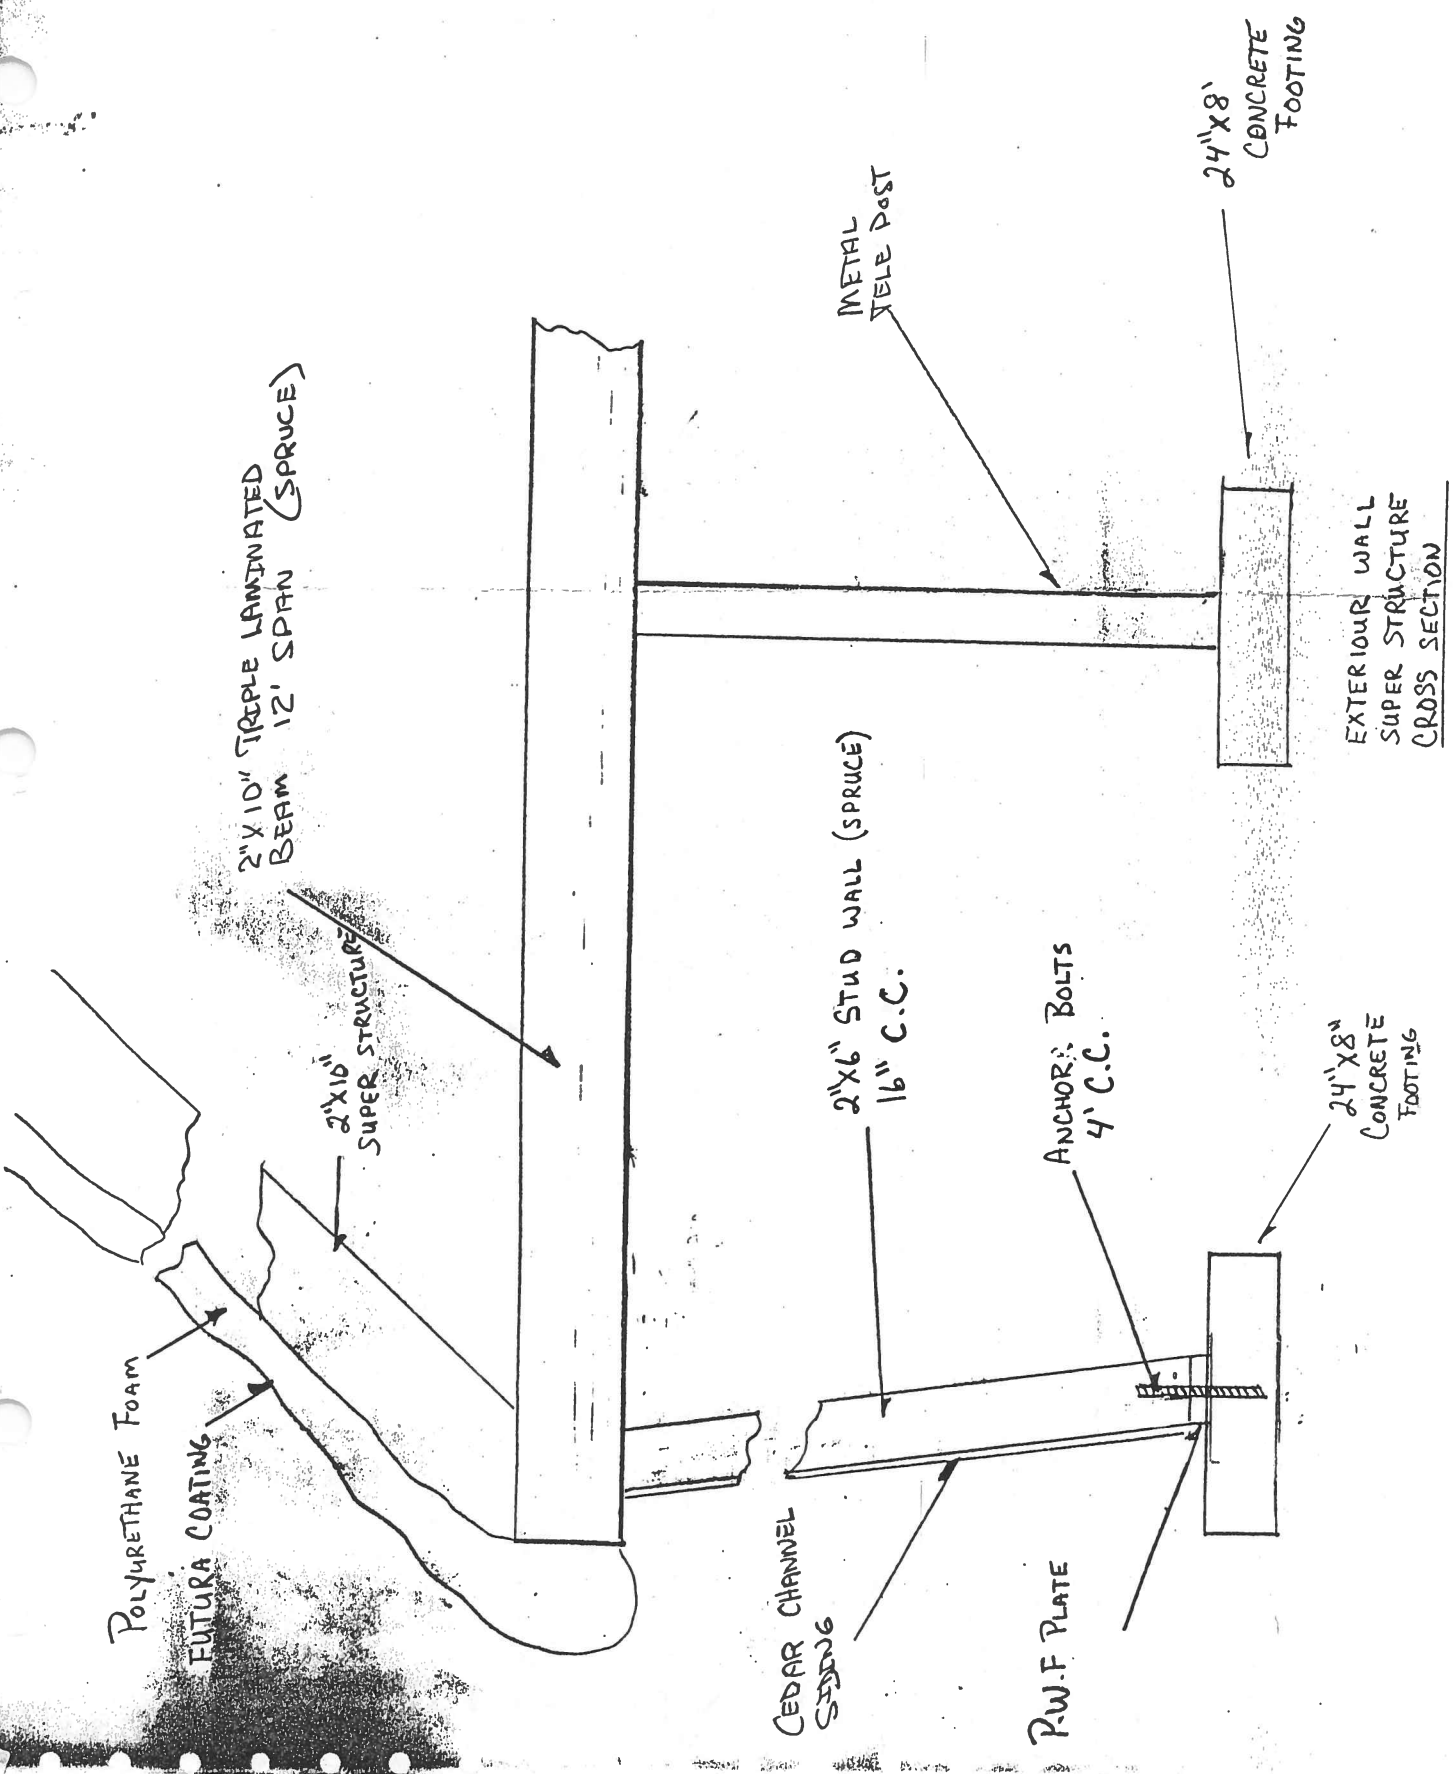 POLYURETHANE FOAM
FUTURA COATING
2"X10"
SUPER STRUCTURE
2"X10" TRIPLE LAMINATED
BEAM 12' SPAN (SPRUCE)
CEDAR CHANNEL
SIDING
2"X6" STUD WALL (SPRUCE)
16" C.C.
METAL
TELE POST
P.W.F PLATE
ANCHOR BOLTS
4' C.C.
24"X8"
CONCRETE
FOOTING
24"X8'
CONCRETE
FOOTING
EXTERIOUR WALL
SUPER STRUCTURE
CROSS SECTION